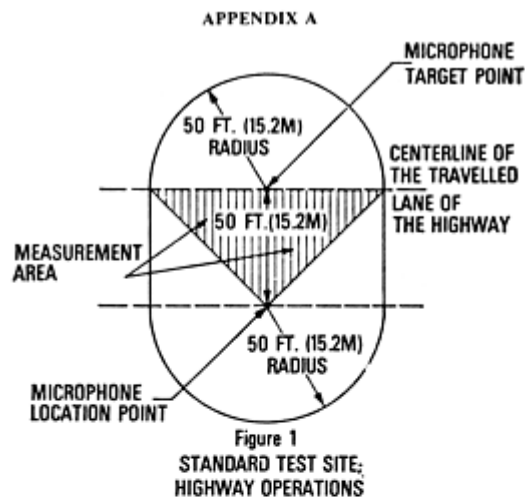 APPENDIX A
MICROPHONE
TARGET POINT
50 FT. (15.2M)
RADIUS
CENTERLINE OF
THE TRAVELLED
LANE OF
THE HIGHWAY
50 FT.(15.2M)
MEASUREMENT
AREA
50 FT. (15.2M)
RADIUS
MICROPHONE
LOCATION POINT
Figure 1
STANDARD TEST SITE;
HIGHWAY OPERATIONS